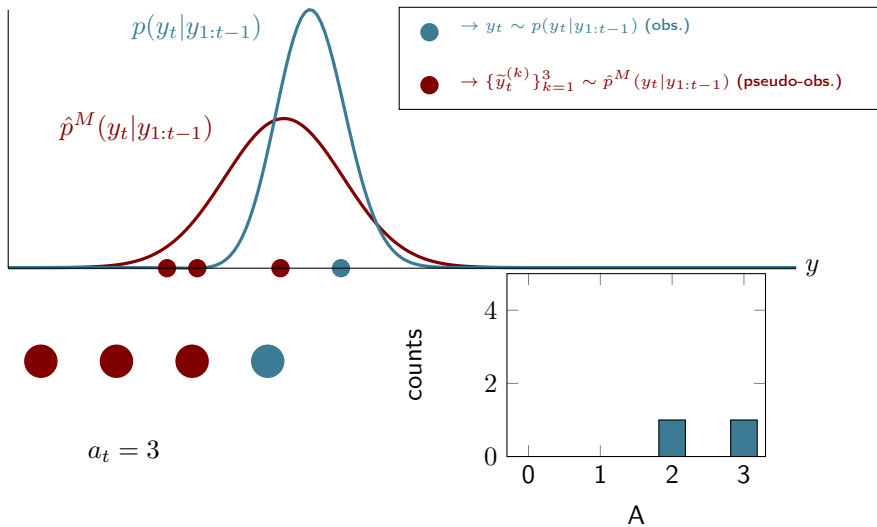 p(y_t|y_{1:t−1})
→ y_t ∼ p(y_t|y_{1:t−1}) (obs.)
→ {ỹ_t^{(k)}}_{k=1}^3 ∼ p̂^M(y_t|y_{1:t−1}) (pseudo-obs.)
p̂^M(y_t|y_{1:t−1})
y
a_t = 3
counts
4
2
0
0 1 2 3
A